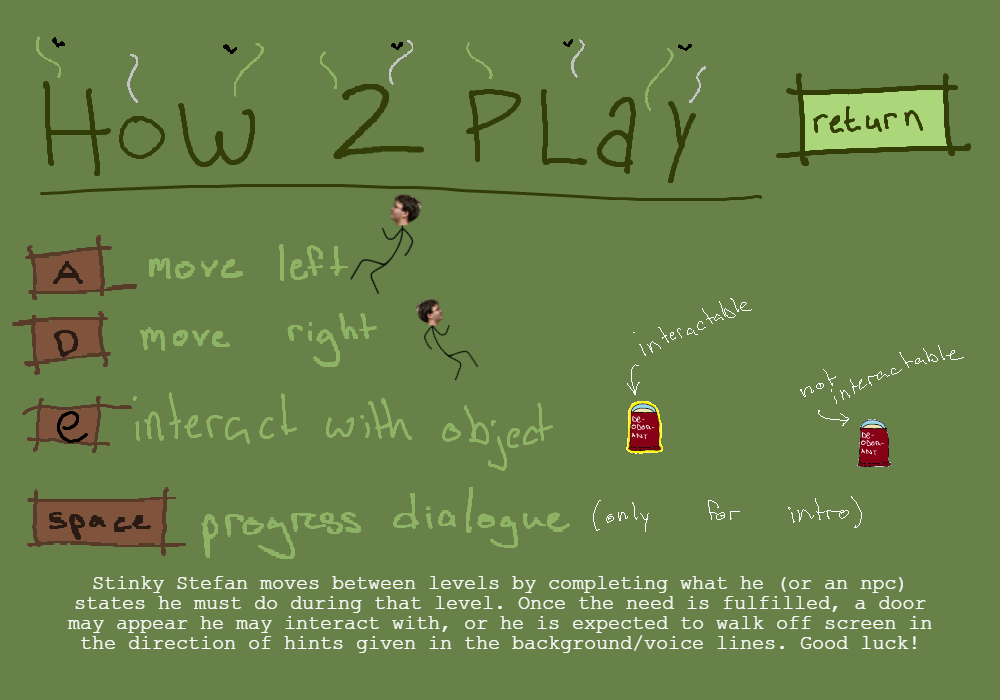 How 2 PLay
return
A move left
D move right
interactable
not interactable
e interact with object
DE-
ODOR-
ANT
DE-
ODOR-
ANT
space progress dialogue (only for intro)
Stinky Stefan moves between levels by completing what he (or an npc)
states he must do during that level. Once the need is fulfilled, a door
may appear he may interact with, or he is expected to walk off screen in
the direction of hints given in the background/voice lines. Good luck!